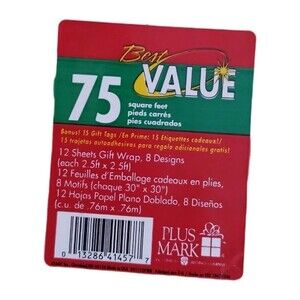 Best
VALUE
75
square feet
pieds carrés
pies cuadrados
Bonus! 15 Gift Tags /En Prime: 15 Étiquettes cadeaux!/
15 trajetas autoadhesivos para regalo adicionales gratis!
12 Sheets Gift Wrap, 8 Designs
(each 2.5ft x 2.5ft)
12 Feuilles d'Emballage cadeaux en plies,
8 Motifs (chaque 30" x 30")
12 Hojas Papel Plano Doblado, 8 Diseños
(c.u. de .76m x .76m)
PLUS
MARK
0 13286 41457 7